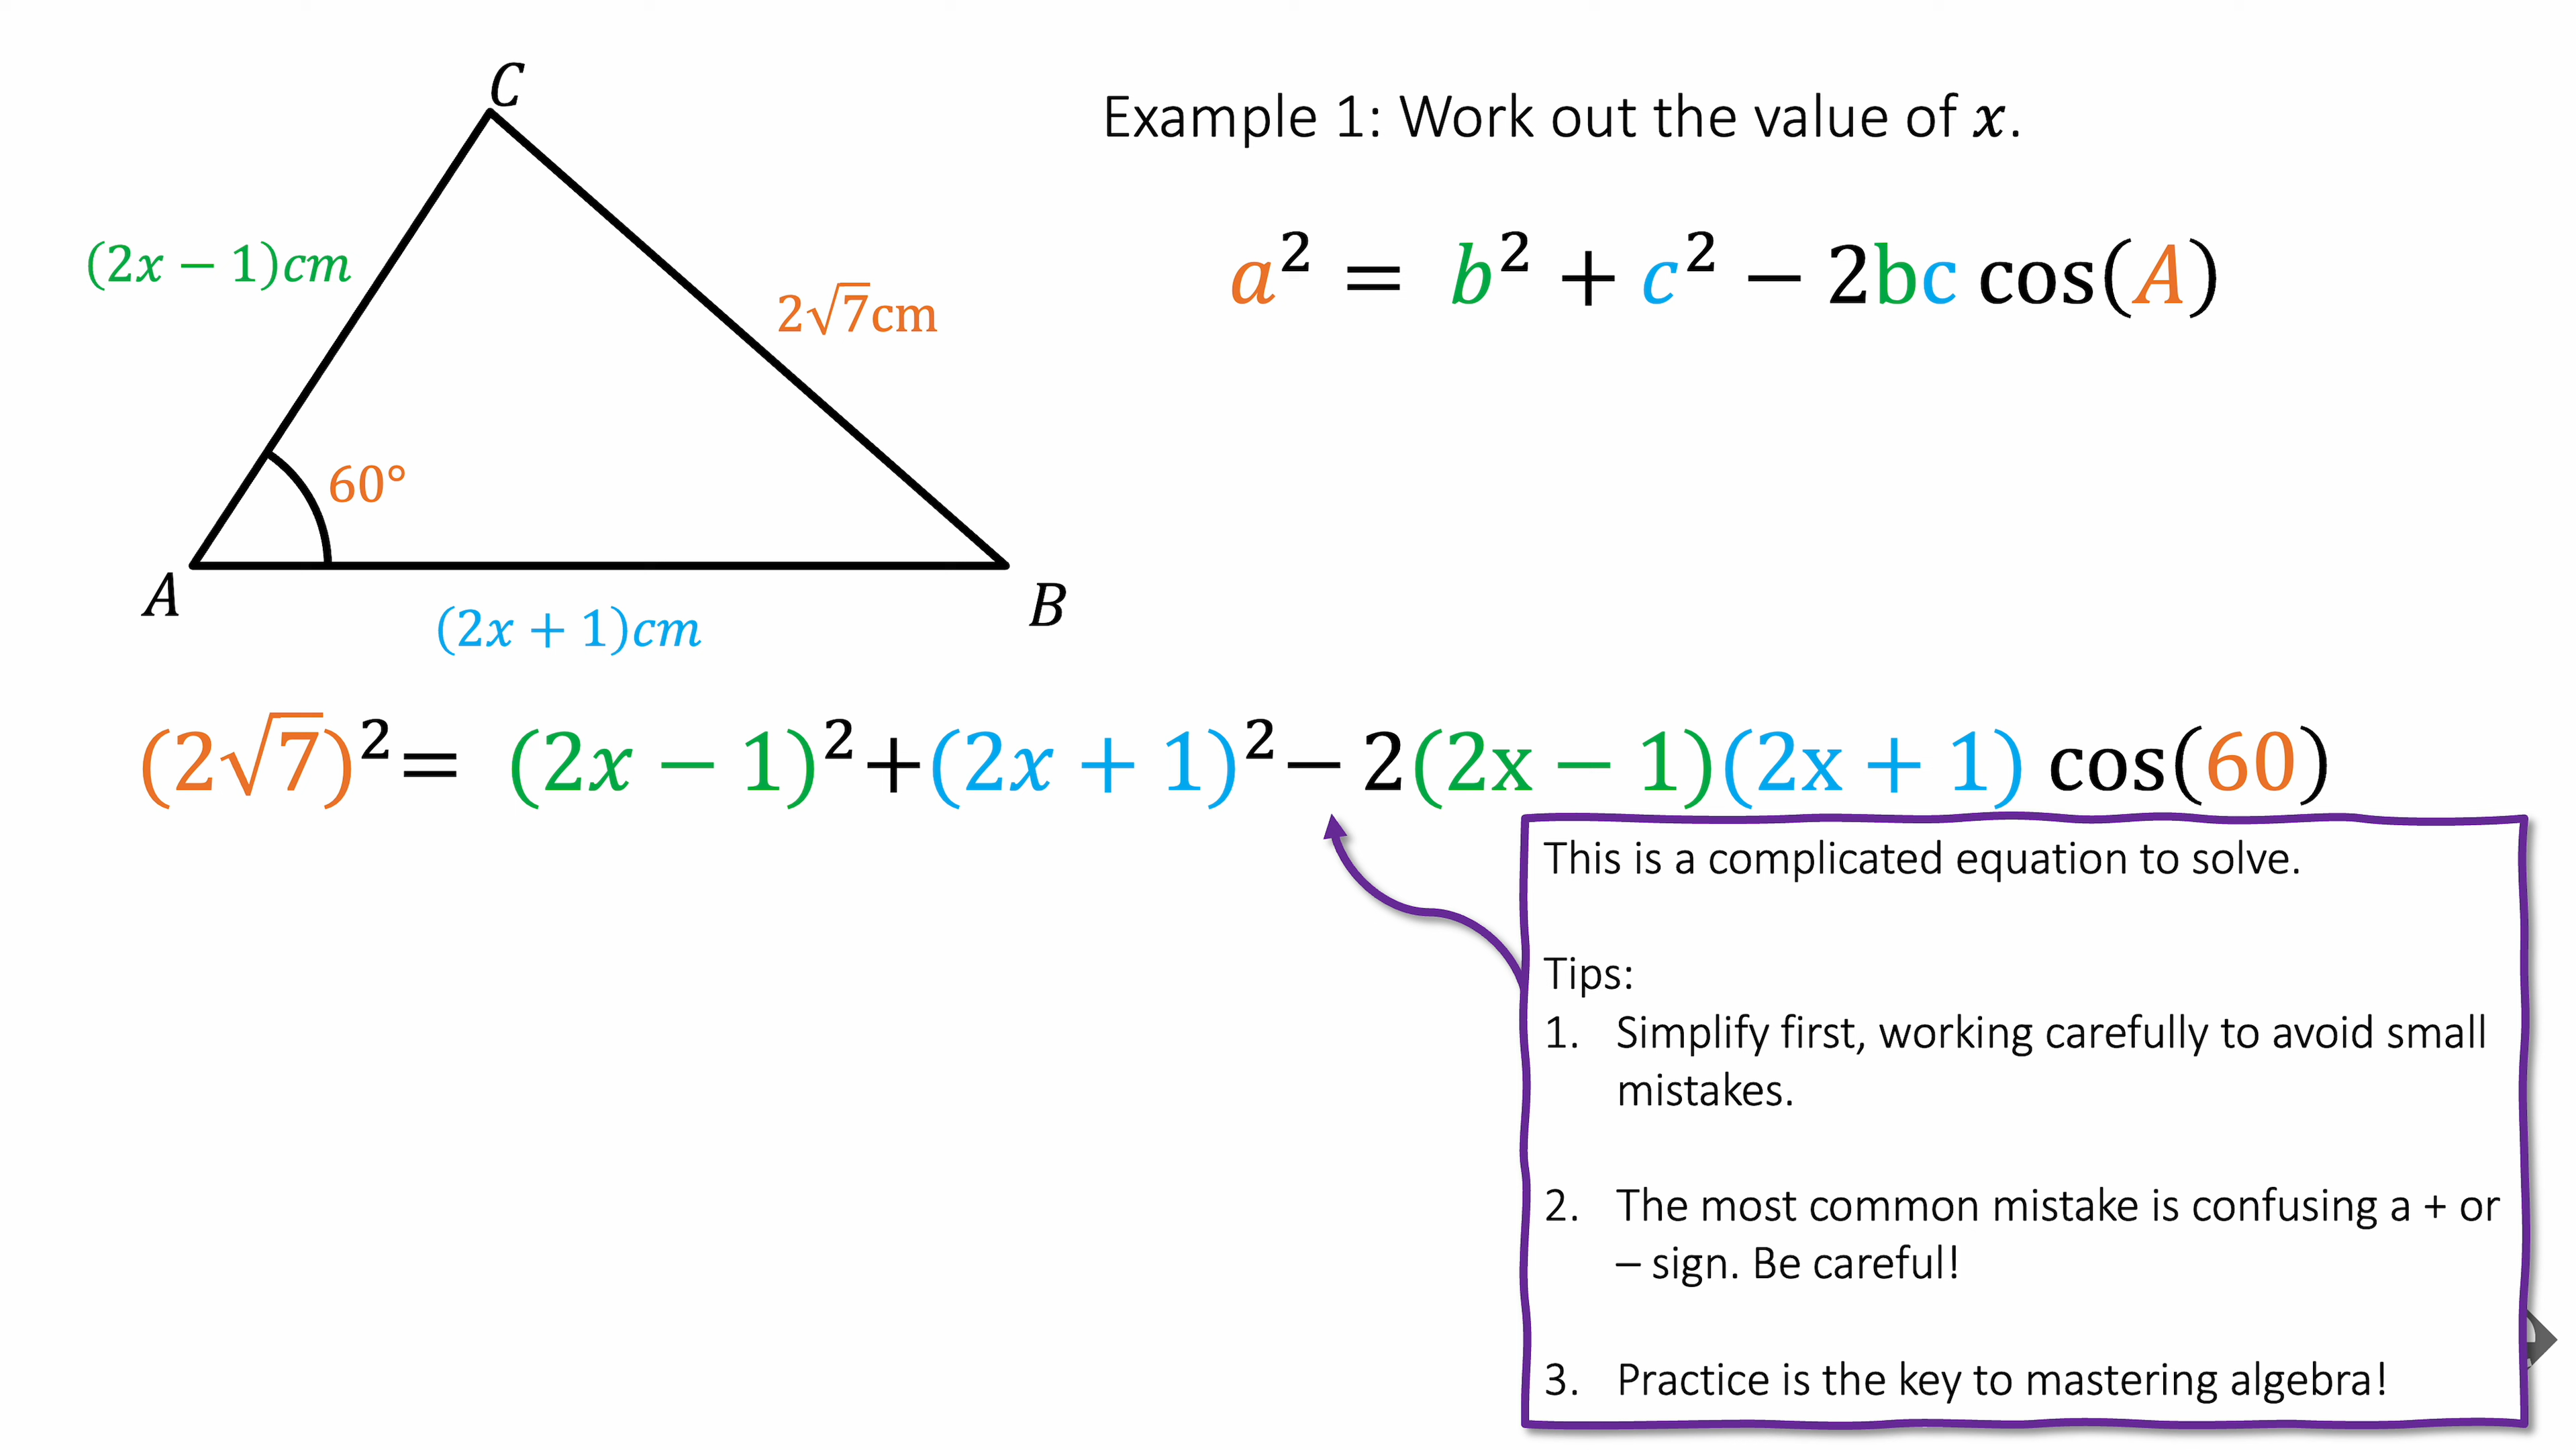 C
Example 1: Work out the value of x.
(2x − 1)cm
a² = b² + c² − 2bc cos(A)
2√7cm
60°
A
B
(2x + 1)cm
(2√7)² = (2x − 1)²+(2x + 1)²− 2(2x − 1)(2x + 1) cos(60)
This is a complicated equation to solve.
Tips:
1. Simplify first, working carefully to avoid small
mistakes.
2. The most common mistake is confusing a + or
– sign. Be careful!
3. Practice is the key to mastering algebra!